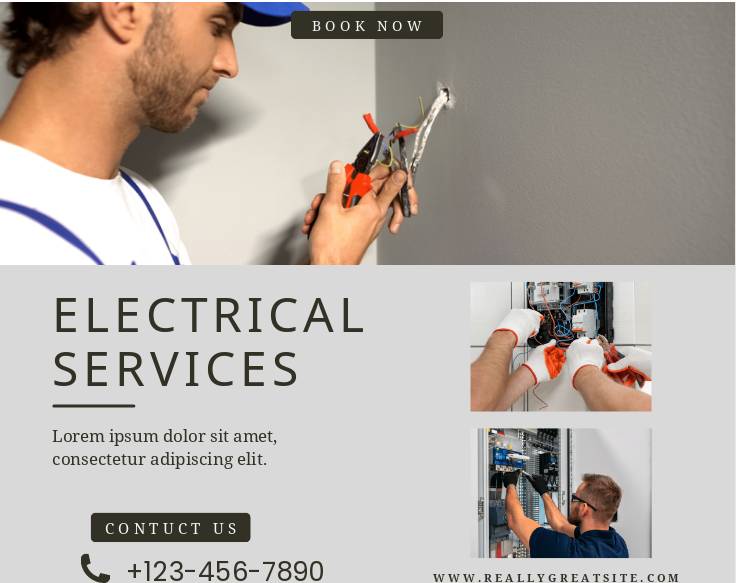 BOOK NOW
ELECTRICAL
SERVICES
Lorem ipsum dolor sit amet,
consectetur adipiscing elit.
CONTUCT US
+123-456-7890
WWW.REALLYGREATSITE.COM